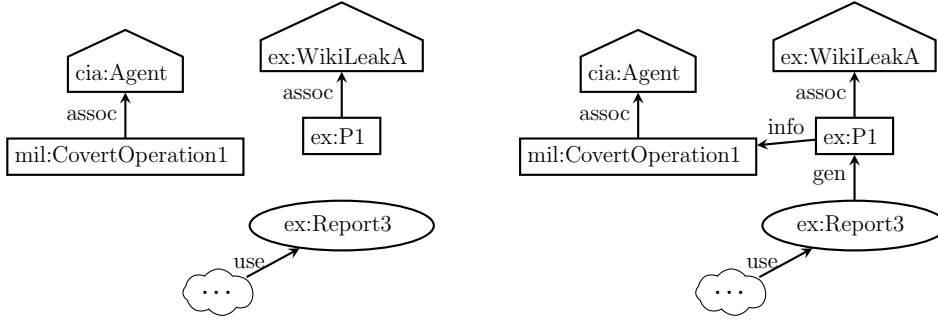 ex:WikiLeakA
cia:Agent
assoc
assoc
ex:P1
mil:CovertOperation1
ex:Report3
use
...
ex:WikiLeakA
cia:Agent
assoc
assoc
info
ex:P1
mil:CovertOperation1
gen
ex:Report3
use
...